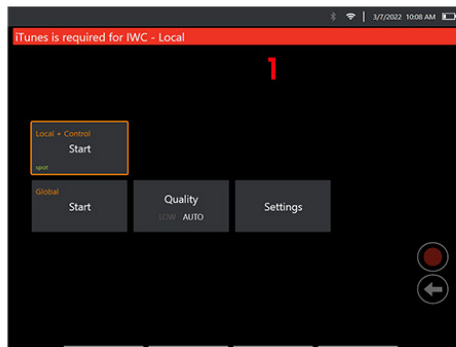 3/7/2022 10:08 AM
iTunes is required for IWC - Local
1
Local + Control
Start
spot
Global
Start
Quality
LOW AUTO
Settings